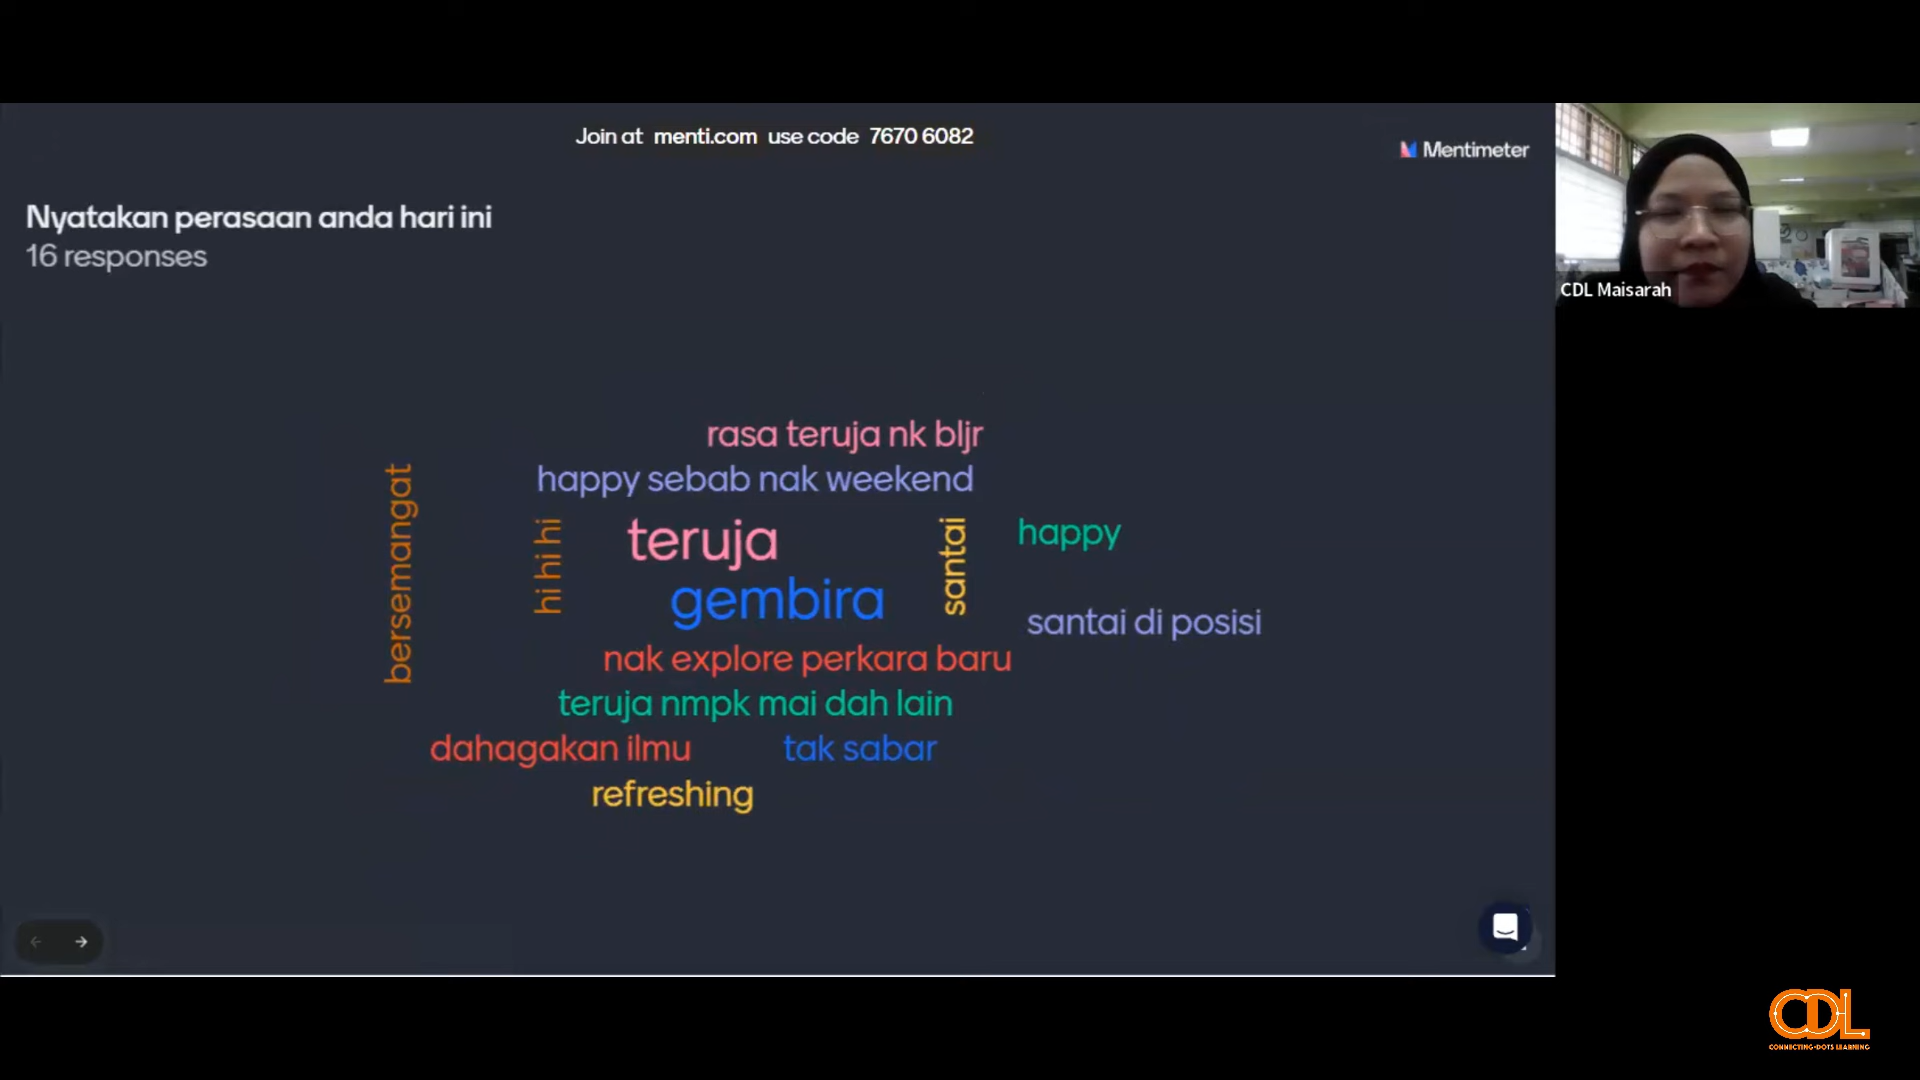 Join at menti.com use code 7670 6082
Mentimeter
Nyatakan perasaan anda hari ini
16 responses
CDL Maisarah
rasa teruja nk bljr
happy sebab nak weekend
bersemangat
hi hi hi
teruja
santai
happy
gembira
santai di posisi
nak explore perkara baru
teruja nmpk mai dah lain
dahagakan ilmu
tak sabar
refreshing
CDL
CONNECTING-DOTS LEARNING